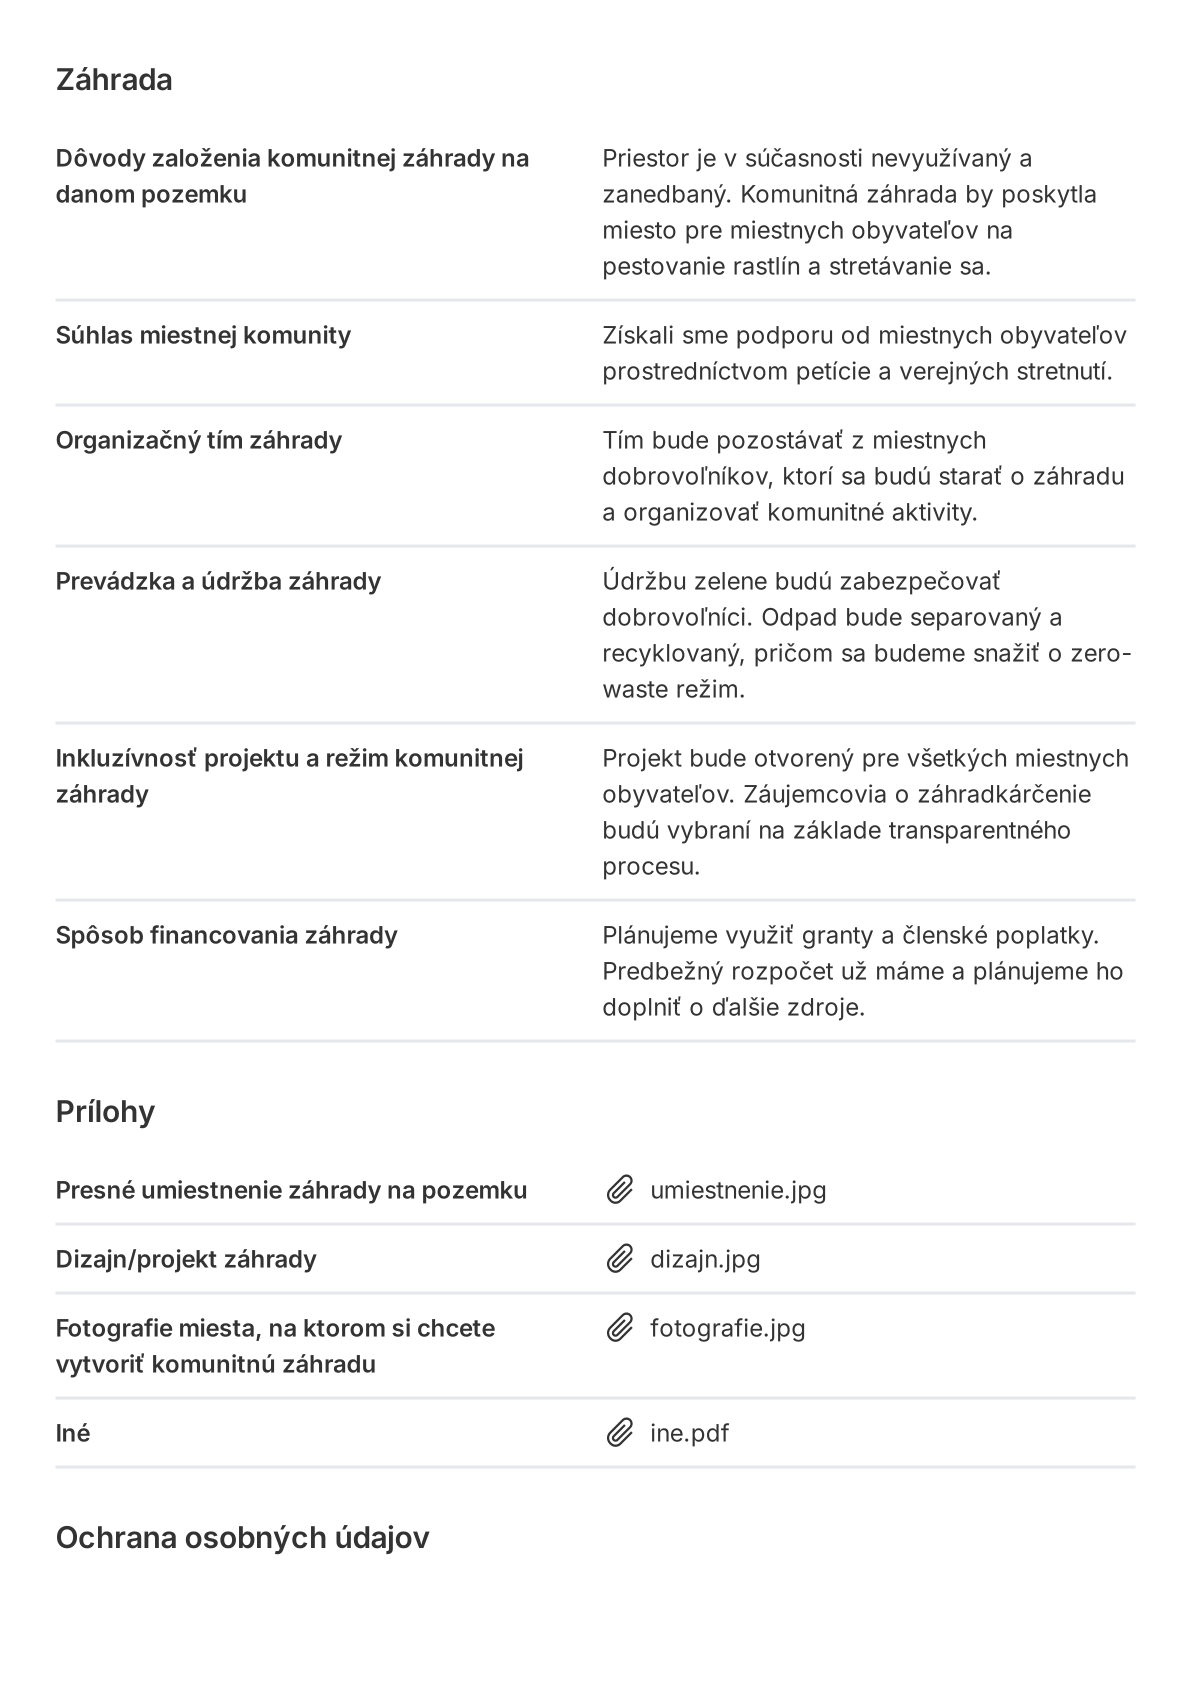 Záhrada
Dôvody založenia komunitnej záhrady na
danom pozemku
Priestor je v súčasnosti nevyužívaný a
zanedbaný. Komunitná záhrada by poskytla
miesto pre miestnych obyvateľov na
pestovanie rastlín a stretávanie sa.
Súhlas miestnej komunity
Získali sme podporu od miestnych obyvateľov
prostredníctvom petície a verejných stretnutí.
Organizačný tím záhrady
Tím bude pozostávať z miestnych
dobrovoľníkov, ktorí sa budú starať o záhradu
a organizovať komunitné aktivity.
Prevádzka a údržba záhrady
Údržbu zelene budú zabezpečovať
dobrovoľníci. Odpad bude separovaný a
recyklovaný, pričom sa budeme snažiť o zero-
waste režim.
Inkluzívnosť projektu a režim komunitnej
záhrady
Projekt bude otvorený pre všetkých miestnych
obyvateľov. Záujemcovia o záhradkárčenie
budú vybraní na základe transparentného
procesu.
Spôsob financovania záhrady
Plánujeme využiť granty a členské poplatky.
Predbežný rozpočet už máme a plánujeme ho
doplniť o ďalšie zdroje.
Prílohy
Presné umiestnenie záhrady na pozemku
umiestnenie.jpg
Dizajn/projekt záhrady
dizajn.jpg
Fotografie miesta, na ktorom si chcete
vytvoriť komunitnú záhradu
fotografie.jpg
Iné
ine.pdf
Ochrana osobných údajov